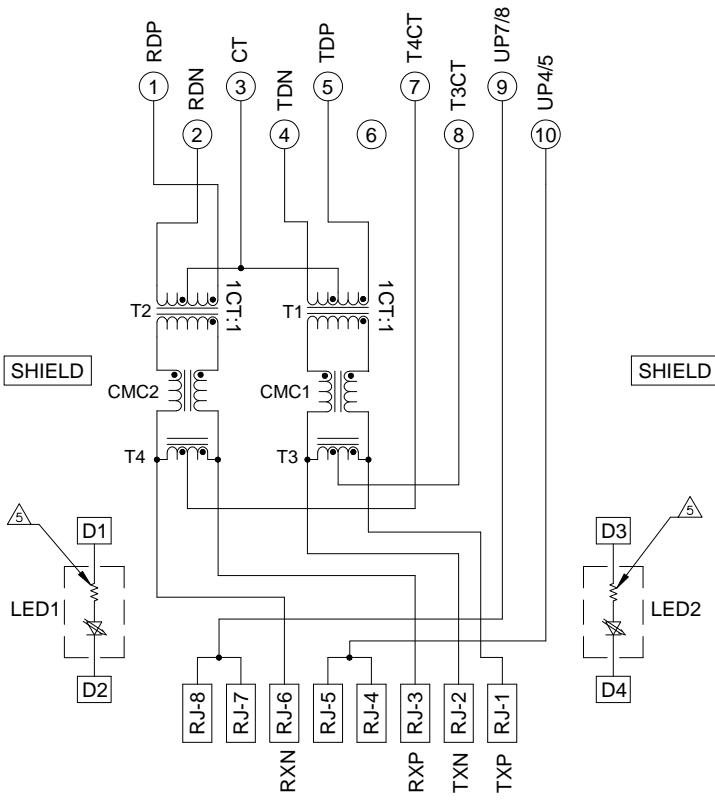 RDP
CT
TDP
T4CT
UP7/8
1
3
5
7
9
RDN
TDN
T3CT
UP4/5
2
4
6
8
10
T2
1CT:1
T1
1CT:1
SHIELD
SHIELD
CMC2
CMC1
T4
T3
5
5
D1
D3
LED1
LED2
D2
D4
RJ-8
RJ-7
RJ-6
RJ-5
RJ-4
RJ-3
RJ-2
RJ-1
RXN
RXP
TXN
TXP